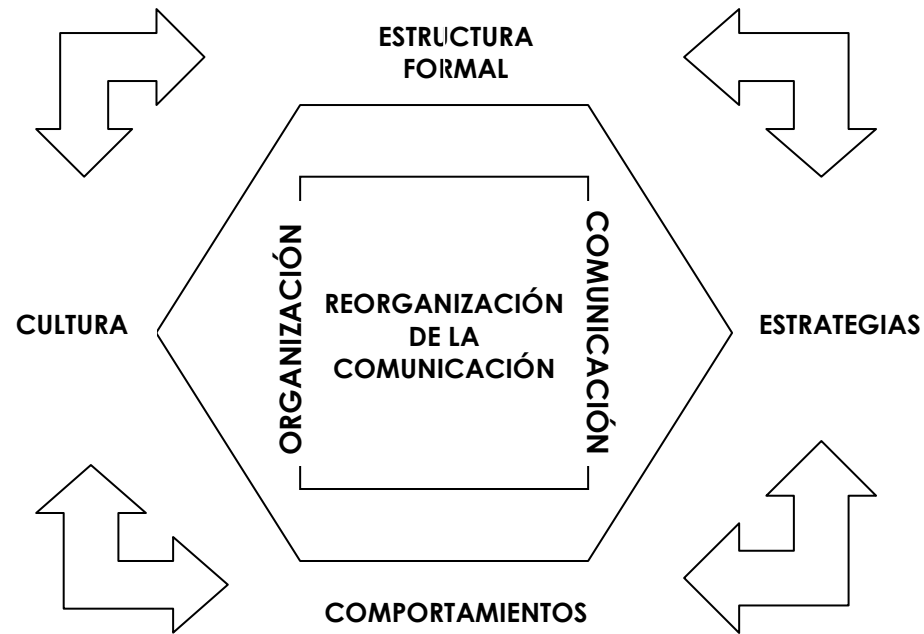 ESTRUCTURA
FORMAL
CULTURA
ORGANIZACIÓN
REORGANIZACIÓN
DE LA
COMUNICACIÓN
COMUNICACIÓN
ESTRATEGIAS
COMPORTAMIENTOS